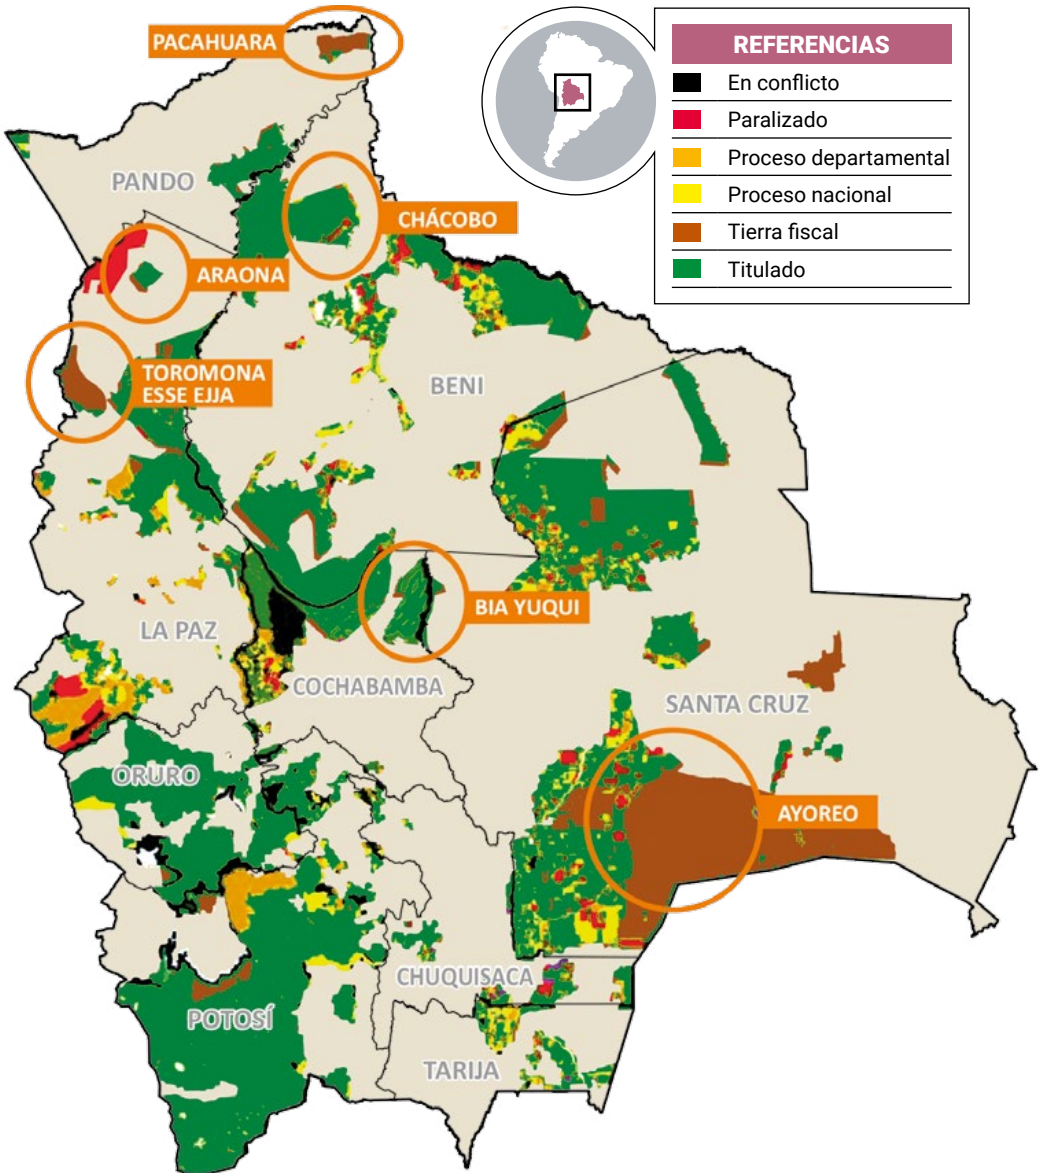 PACAHUARA
REFERENCIAS
En conflicto
Paralizado
Proceso departamental
Proceso nacional
Tierra fiscal
Titulado
PANDO
CHÁCOBO
ARAONA
TOROMONA
ESSE EJJA
BENI
BIA YUQUI
LA PAZ
COCHABAMBA
SANTA CRUZ
ORURO
AYOREO
CHUQUISACA
POTOSÍ
TARIJA